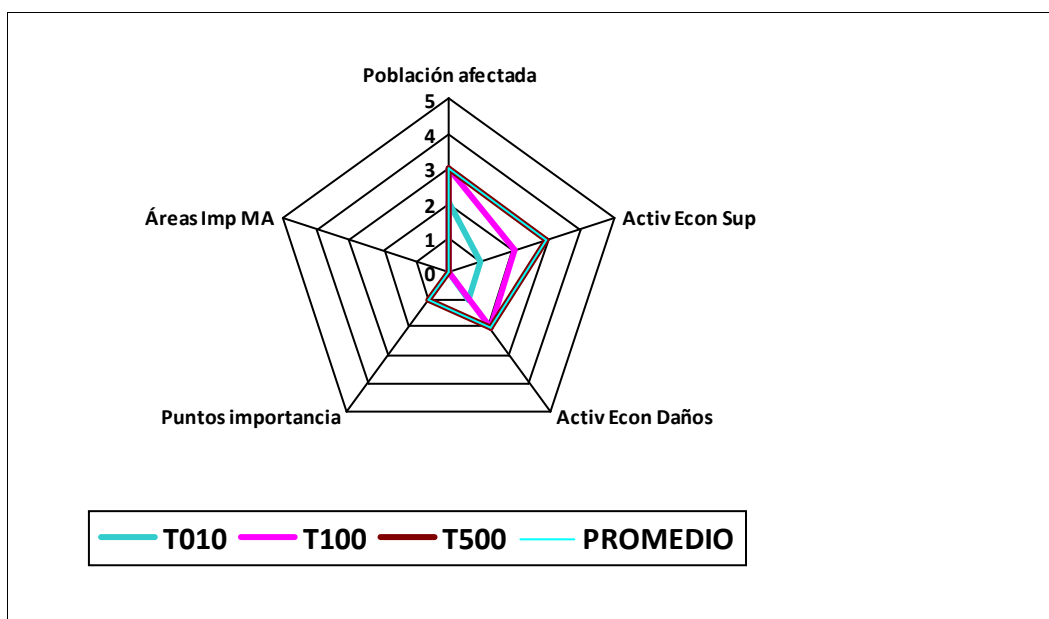 Población afectada
5
4
3
2
1
0
Áreas Imp MA
Activ Econ Sup
Puntos importancia
Activ Econ Daños
T010 T100 T500 PROMEDIO